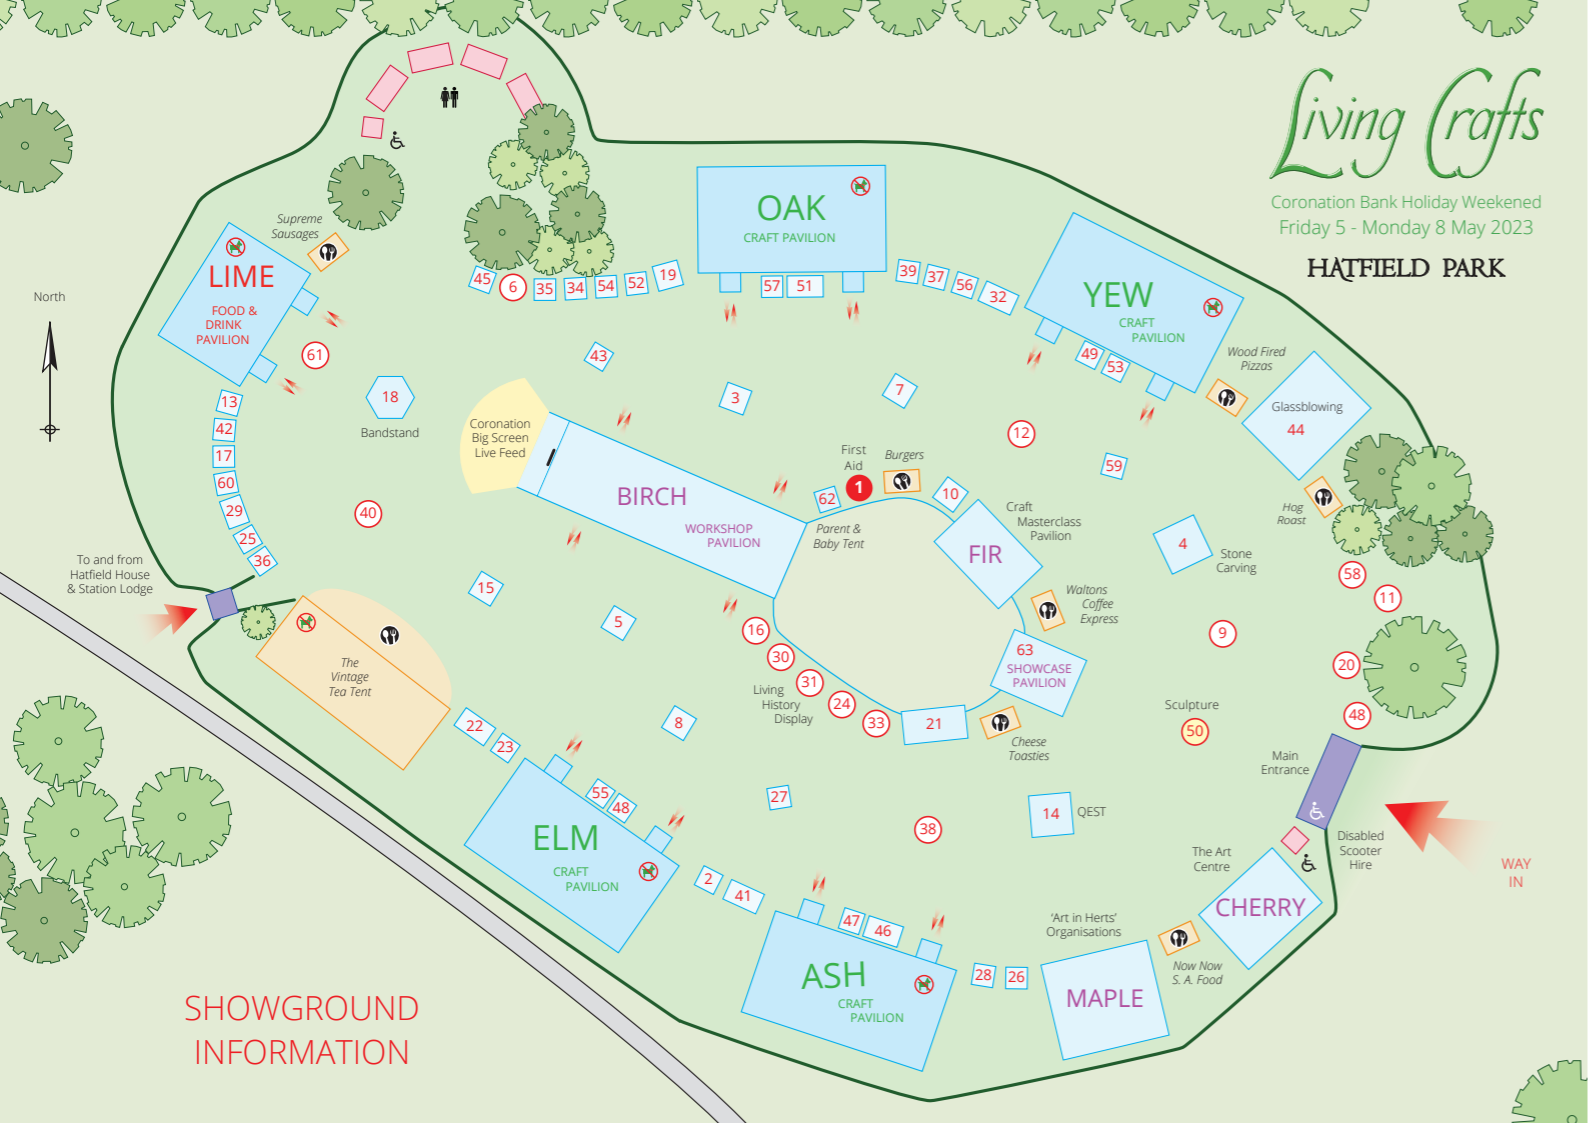 Living Crafts
Coronation Bank Holiday Weekened
Friday 5 - Monday 8 May 2023
HATFIELD PARK
North
Supreme
Sausages
LIME
FOOD &
DRINK
PAVILION
61
13
42
17
60
29
25
36
18
Bandstand
40
To and from
Hatfield House
& Station Lodge
45
6
35
34
54
52
19
OAK
CRAFT PAVILION
57
51
39
37
56
32
YEW
CRAFT
PAVILION
49
53
Wood Fired
Pizzas
Glassblowing
44
Hog
Roast
43
3
7
12
59
Coronation
Big Screen
Live Feed
BIRCH
WORKSHOP
PAVILION
62
Parent &
Baby Tent
First
Aid
1
Burgers
10
Craft
Masterclass
Pavilion
FIR
4
Stone
Carving
58
11
9
20
48
Waltons
Coffee
Express
63
SHOWCASE
PAVILION
Cheese
Toasties
21
15
5
16
30
31
24
33
Living
History
Display
8
27
38
Sculpture
50
14
QEST
Main
Entrance
Disabled
Scooter
Hire
WAY
IN
The
Vintage
Tea Tent
22
23
55
48
ELM
CRAFT
PAVILION
2
41
47
46
ASH
CRAFT
PAVILION
28
26
'Art in Herts'
Organisations
MAPLE
The Art
Centre
CHERRY
Now Now
S. A. Food
SHOWGROUND
INFORMATION